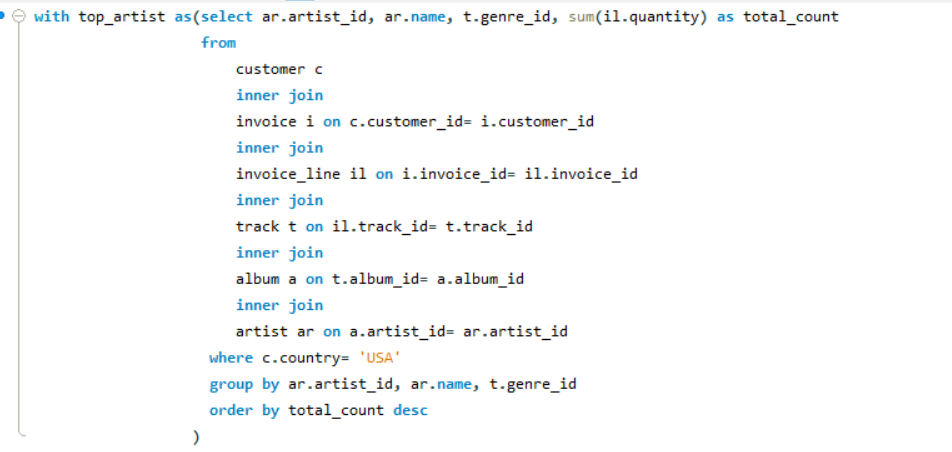 with top_artist as(select ar.artist_id, ar.name, t.genre_id, sum(il.quantity) as total_count
from
customer c
inner join
invoice i on c.customer_id= i.customer_id
inner join
invoice_line il on i.invoice_id= il.invoice_id
inner join
track t on il.track_id= t.track_id
inner join
album a on t.album_id= a.album_id
inner join
artist ar on a.artist_id= ar.artist_id
where c.country= 'USA'
group by ar.artist_id, ar.name, t.genre_id
order by total_count desc
)